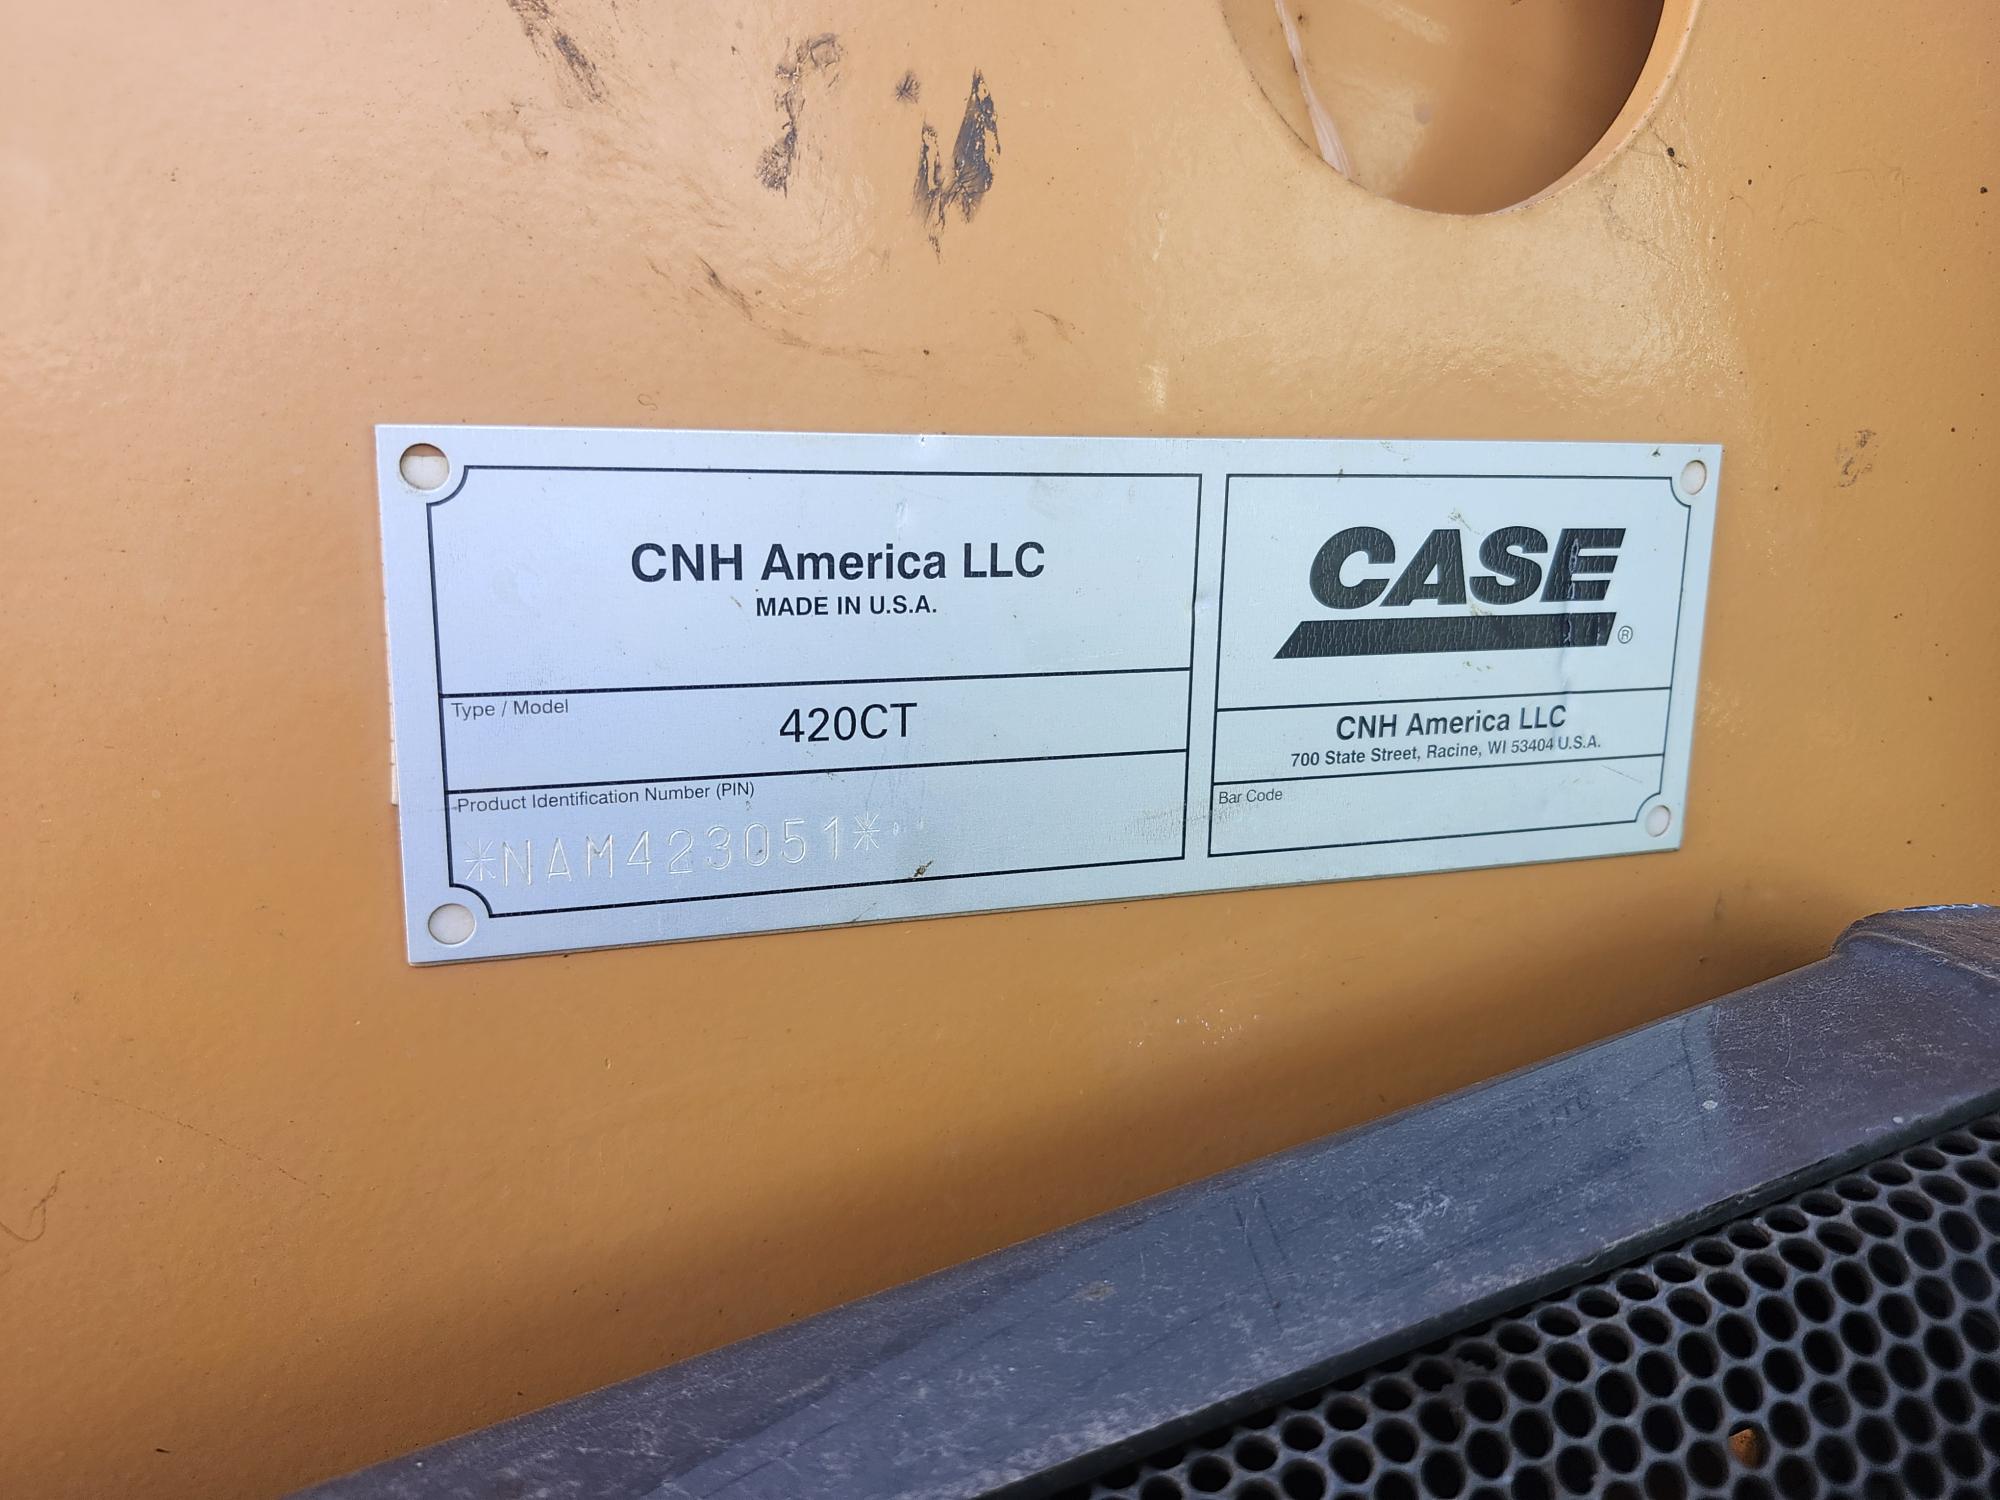 CNH America LLC
MADE IN U.S.A.
Type / Model
420CT
Product Identification Number (PIN)
*NAM423051*
CASE
®
CNH America LLC
700 State Street, Racine, WI 53404 U.S.A.
Bar Code